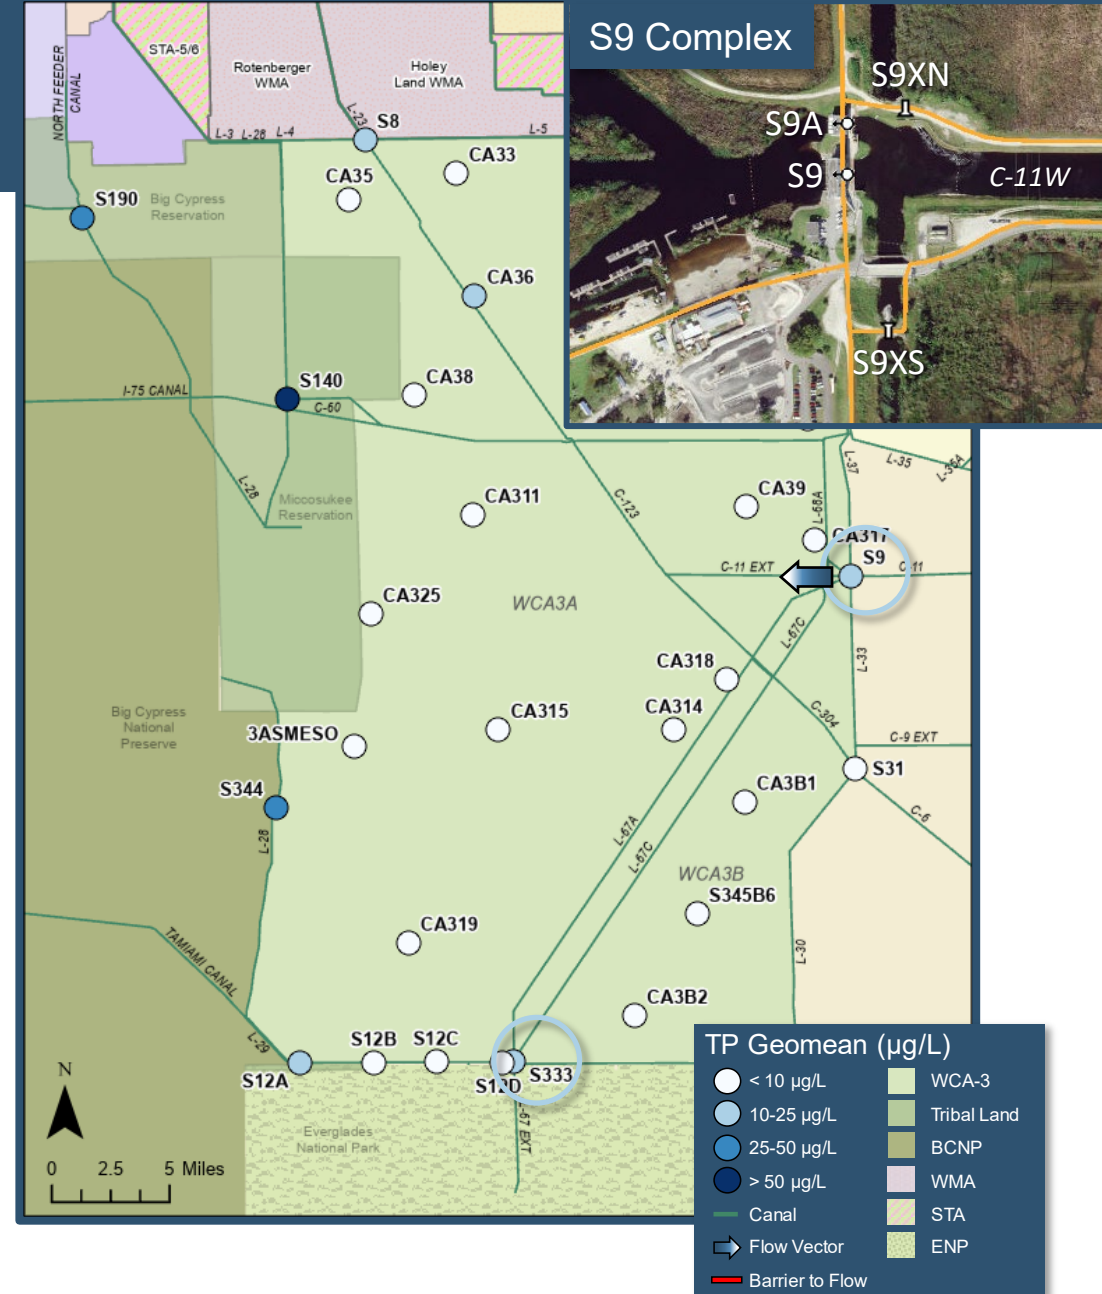 S9 Complex
S9XN
S9A
S9
C-11W
S9XS
STA-5/6
Rotenberger
WMA
Holey
Land WMA
NORTH FEEDER
CANAL
L-23
S8
L-3
L-28
L-4
L-5
CA33
CA35
S190
Big Cypress
Reservation
CA36
S140
CA38
I-75 CANAL
C-60
L-28
Miccosukee
Reservation
CA311
C-123
CA39
L-68A
L-37
L-35
L-35A
CA317
S9
C-11 EXT
C-11
CA325
WCA3A
L-67C
L-33
CA318
CA315
CA314
C-304
C-9 EXT
Big Cypress
National
Preserve
3ASMESO
S31
S344
CA3B1
C-6
L-28
L-67A
L-67C
WCA3B
S345B6
CA319
TAMIAMI CANAL
L-30
CA3B2
L-29
S12B
S12C
S12A
S12D
S333
L-67 EXT
Everglades
National Park
N
0 2.5 5 Miles
TP Geomean (µg/L)
< 10 µg/L
10-25 µg/L
25-50 µg/L
> 50 µg/L
Canal
Flow Vector
Barrier to Flow
WCA-3
Tribal Land
BCNP
WMA
STA
ENP